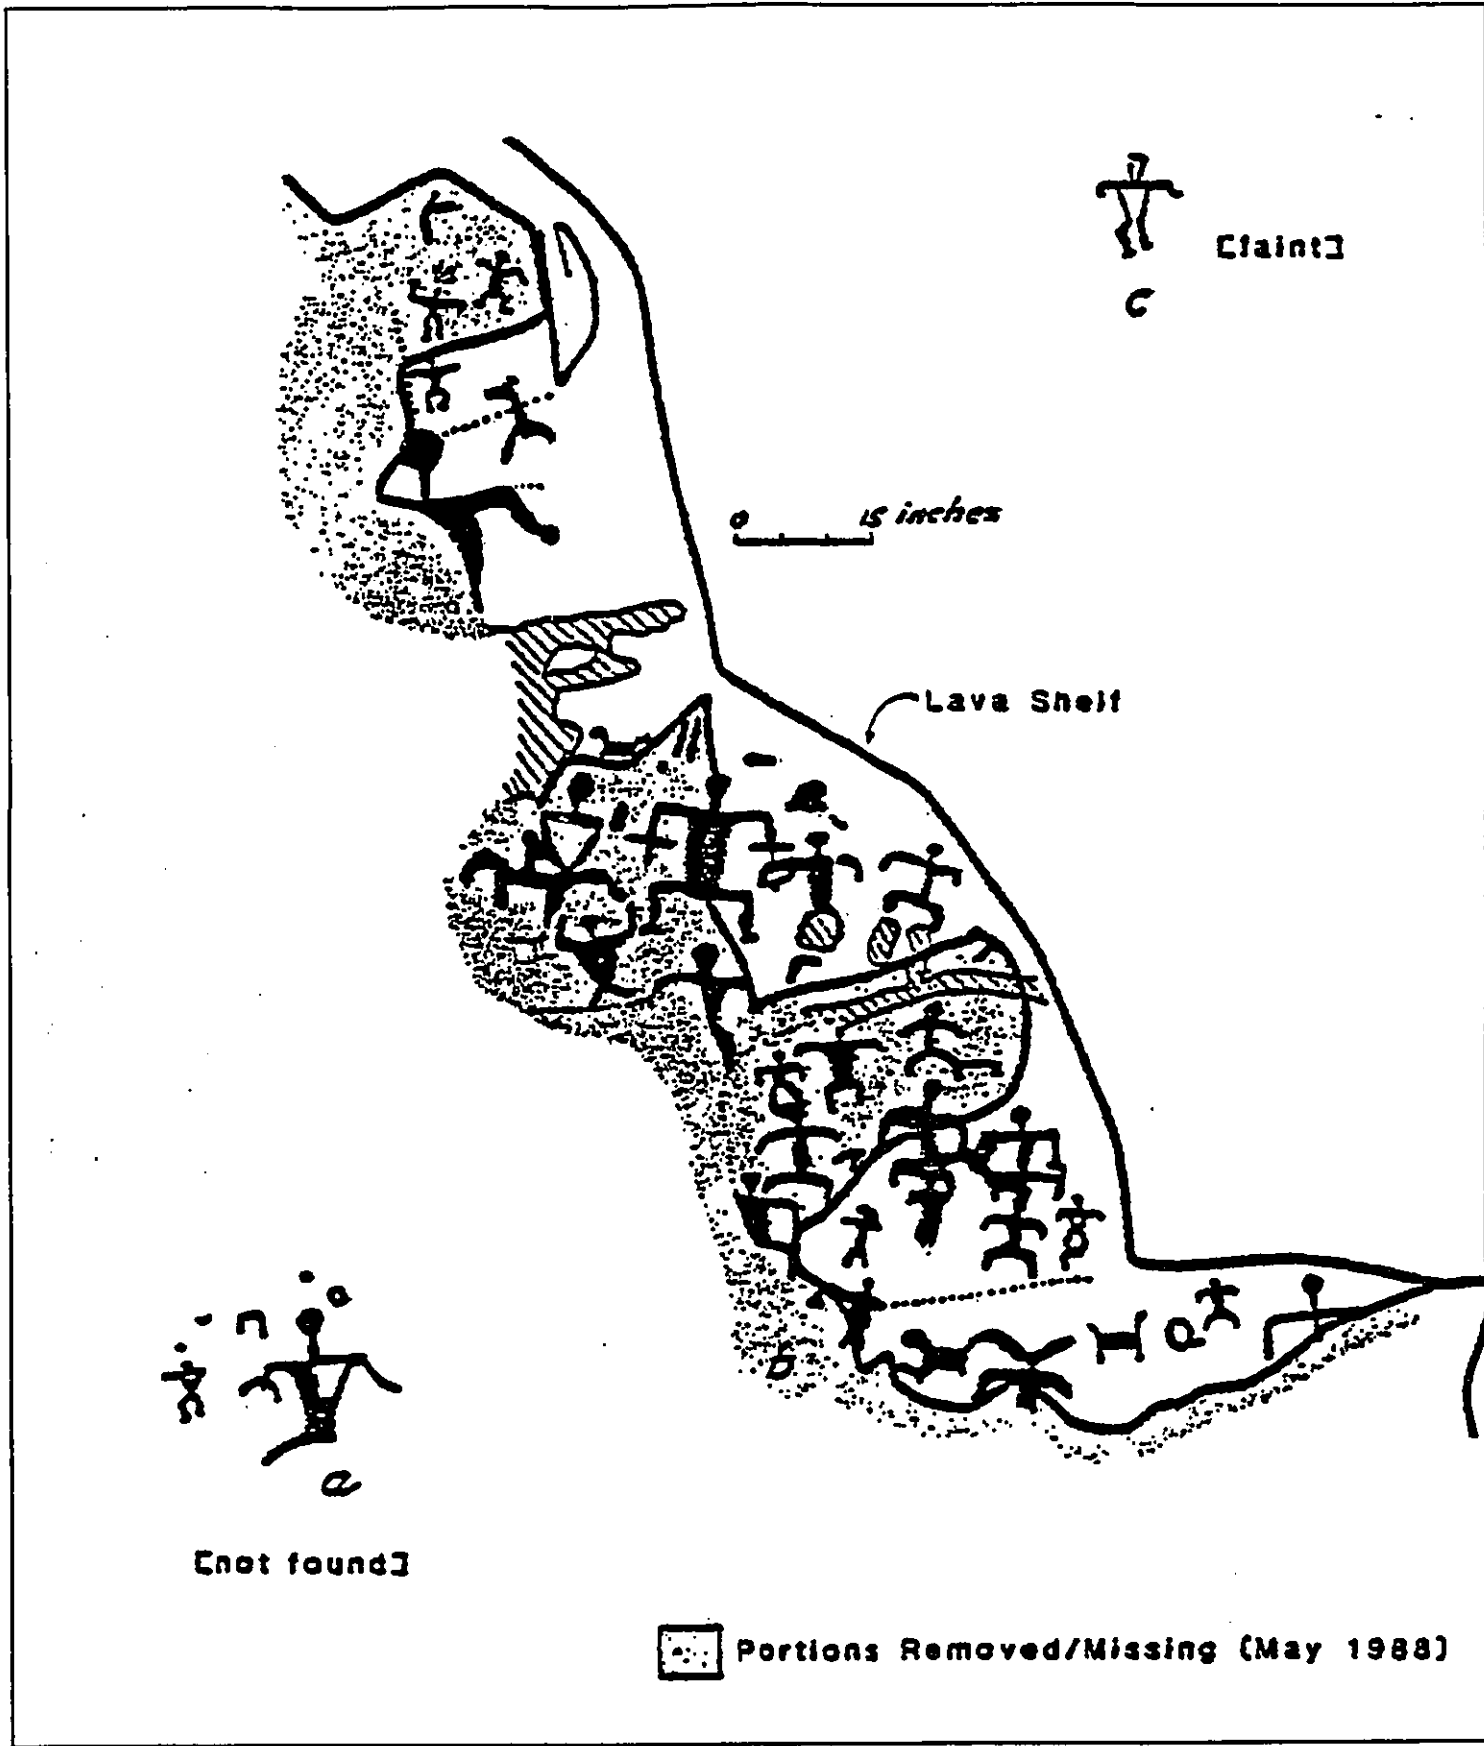 [faint]
c
0 15 inches
Lava Shelf
b
a
[not found]
Portions Removed/Missing (May 1988)